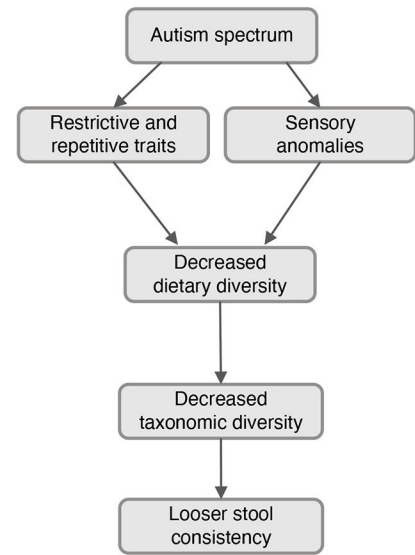 Autism spectrum
Restrictive and
repetitive traits
Sensory
anomalies
Decreased
dietary diversity
Decreased
taxonomic diversity
Looser stool
consistency